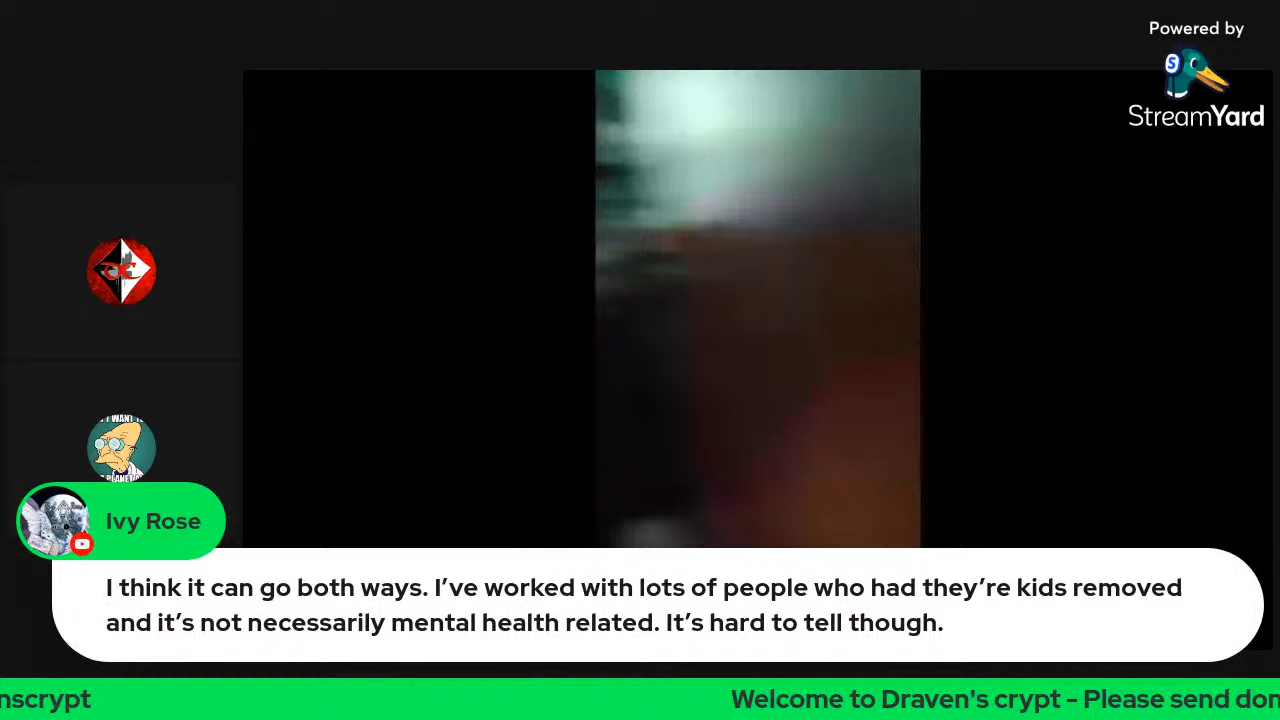 Powered by
StreamYard
Ivy Rose
I think it can go both ways. I’ve worked with lots of people who had they’re kids removed
and it’s not necessarily mental health related. It’s hard to tell though.
nscrypt
Welcome to Draven's crypt - Please send don